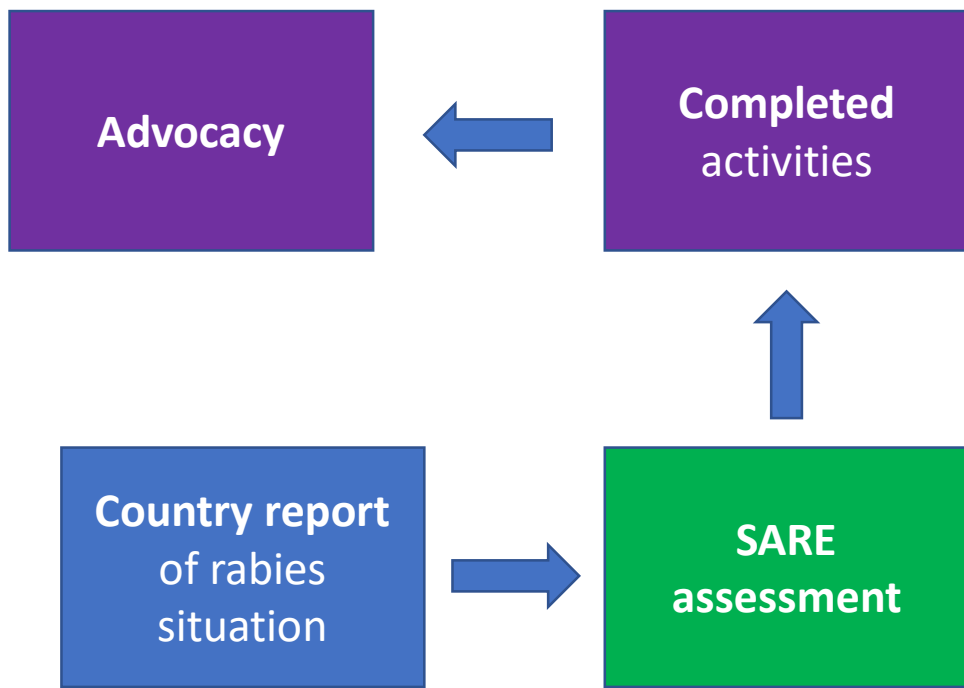 Advocacy
Completed
activities
Country report
of rabies
situation
SARE
assessment